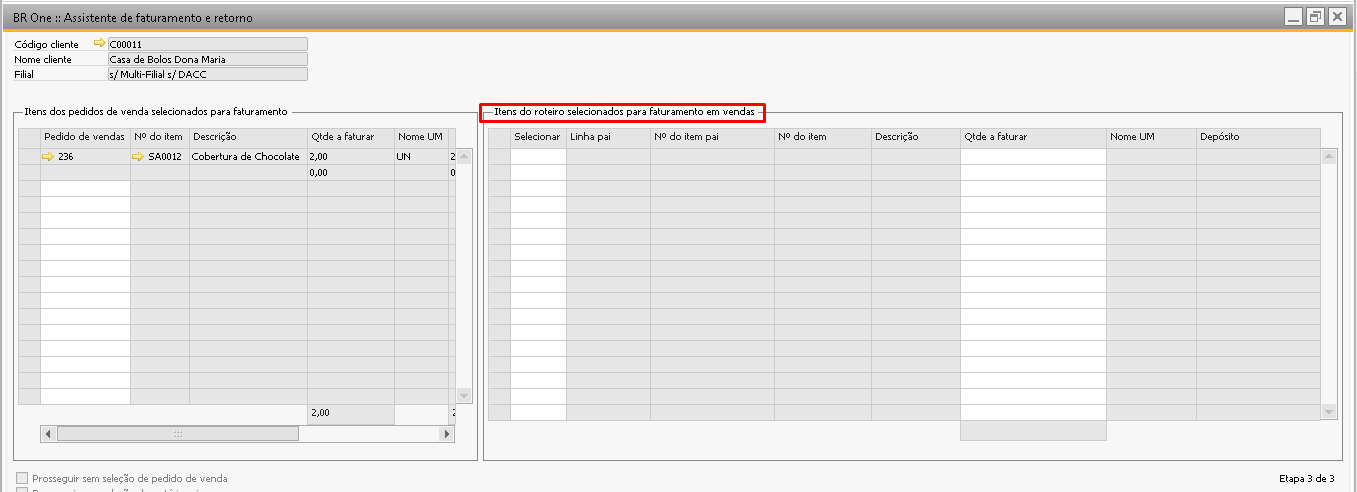 BR One :: Assistente de faturamento e retorno
Código cliente C00011
Nome cliente Casa de Bolos Dona Maria
Filial s/ Multi-Filial s/ DACC
Itens dos pedidos de venda selecionados para faturamento
Pedido de vendas Nº do item Descrição Qtde a faturar Nome UM
236 SA0012 Cobertura de Chocolate 2,00 UN 2
0,00 0
2,00 2
Itens do roteiro selecionados para faturamento em vendas
Selecionar Linha pai Nº do item pai Nº do item Descrição Qtde a faturar Nome UM Depósito
Prosseguir sem seleção de pedido de venda
Etapa 3 de 3